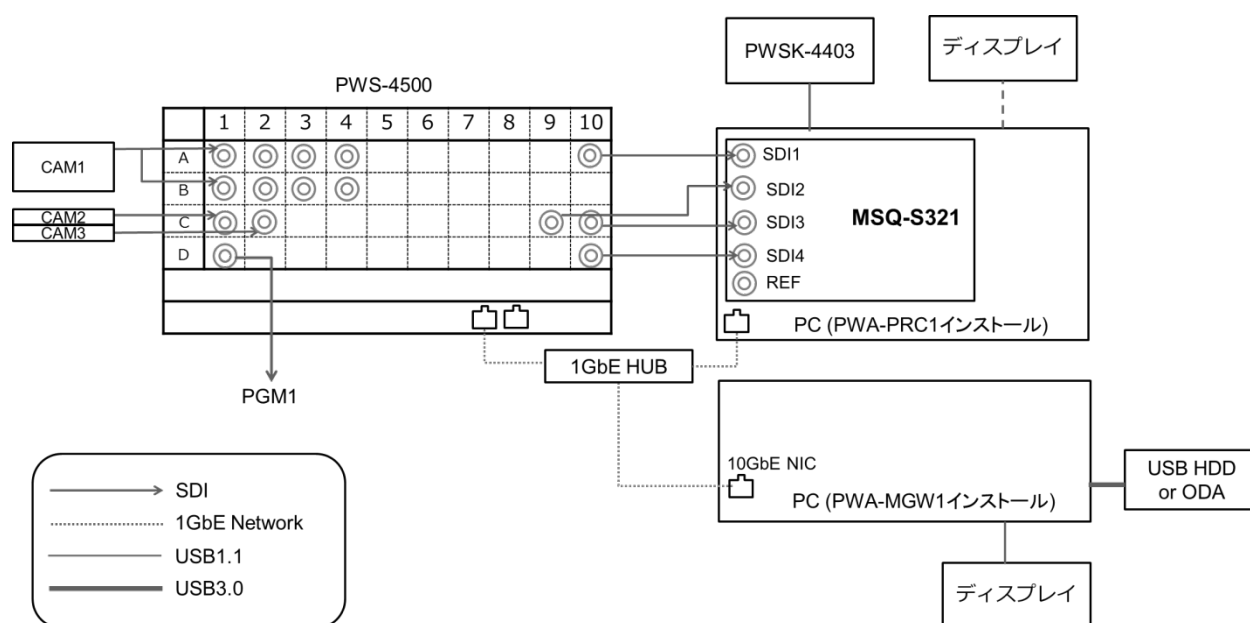 PWSK-4403
ディスプレイ
PWS-4500
1 2 3 4 5 6 7 8 9 10
A
B
C
D
CAM1
CAM2
CAM3
SDI1
SDI2
SDI3
SDI4
REF
MSQ-S321
PC (PWA-PRC1インストール)
1GbE HUB
PGM1
10GbE NIC
PC (PWA-MGW1インストール)
USB HDD
or ODA
ディスプレイ
SDI
1GbE Network
USB1.1
USB3.0